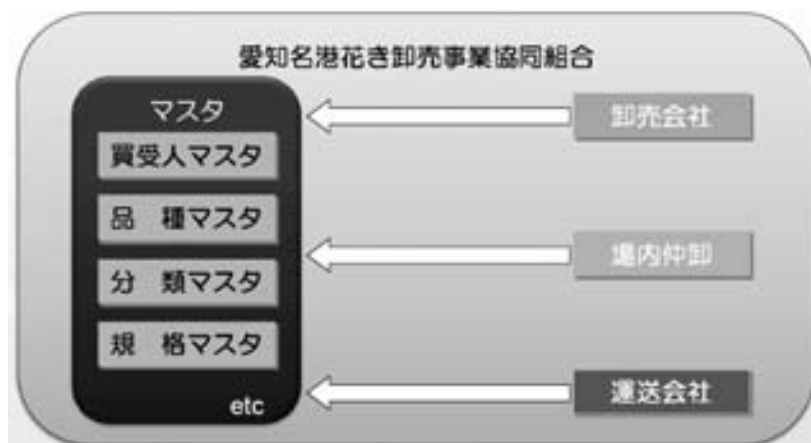 愛知名港花き卸売事業協同組合
マスタ
買受人マスタ
品　種マスタ
分　類マスタ
規　格マスタ
etc
卸売会社
場内仲卸
運送会社